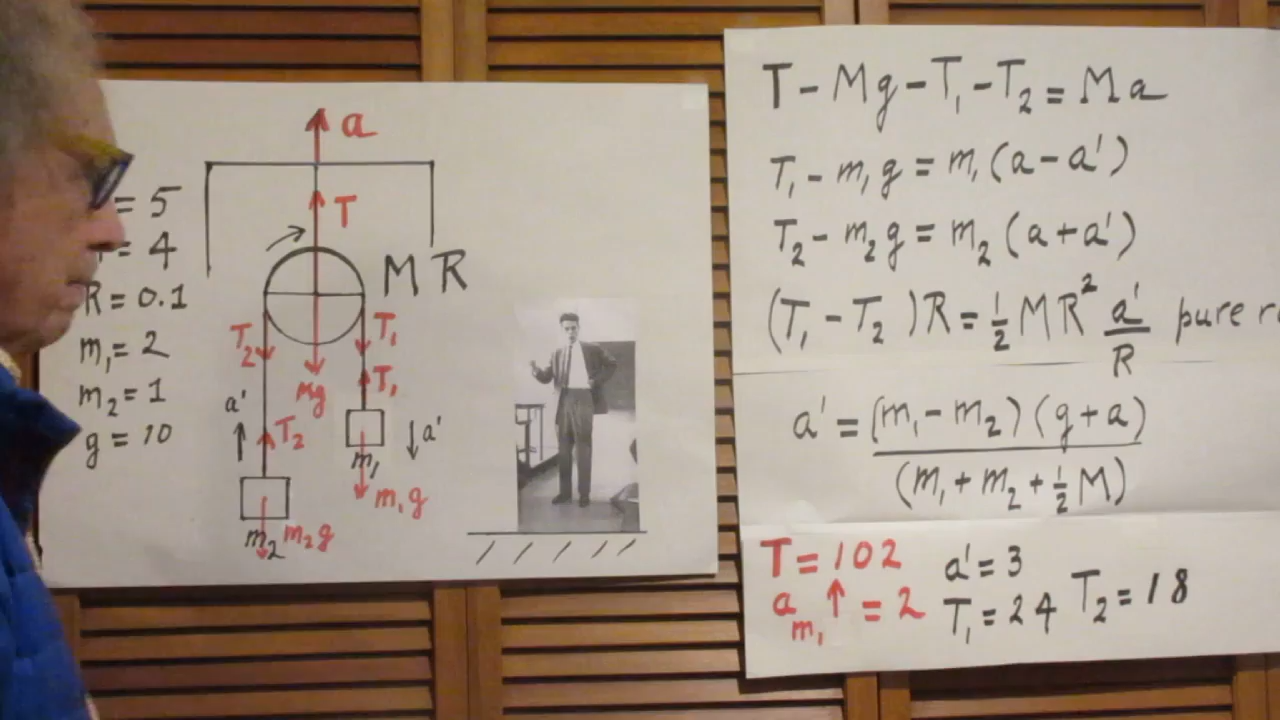 = 5
= 4
R = 0.1
m₁ = 2
m₂ = 1
g = 10
a
T
M R
T₂
T₁
Mg
T₁
a'
T₂
a'
m₁
m₁g
m₂
m₂g
T - Mg - T₁ - T₂ = Ma
T₁ - m₁g = m₁(a - a')
T₂ - m₂g = m₂(a + a')
(T₁ - T₂)R = ½MR² a'/R pure
a' = (m₁ - m₂)(g + a)
(m₁ + m₂ + ½M)
T = 102 a' = 3
a m₁ ↑ = 2 T₁ = 24 T₂ = 18